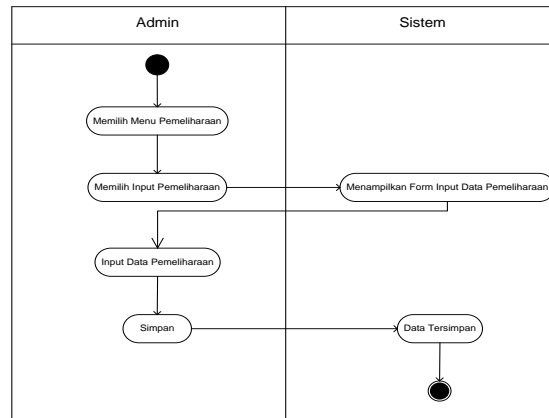 Admin
Sistem
Memilih Menu Pemeliharaan
Memilih Input Pemeliharaan
Menampilkan Form Input Data Pemeliharaan
Input Data Pemeliharaan
Simpan
Data Tersimpan